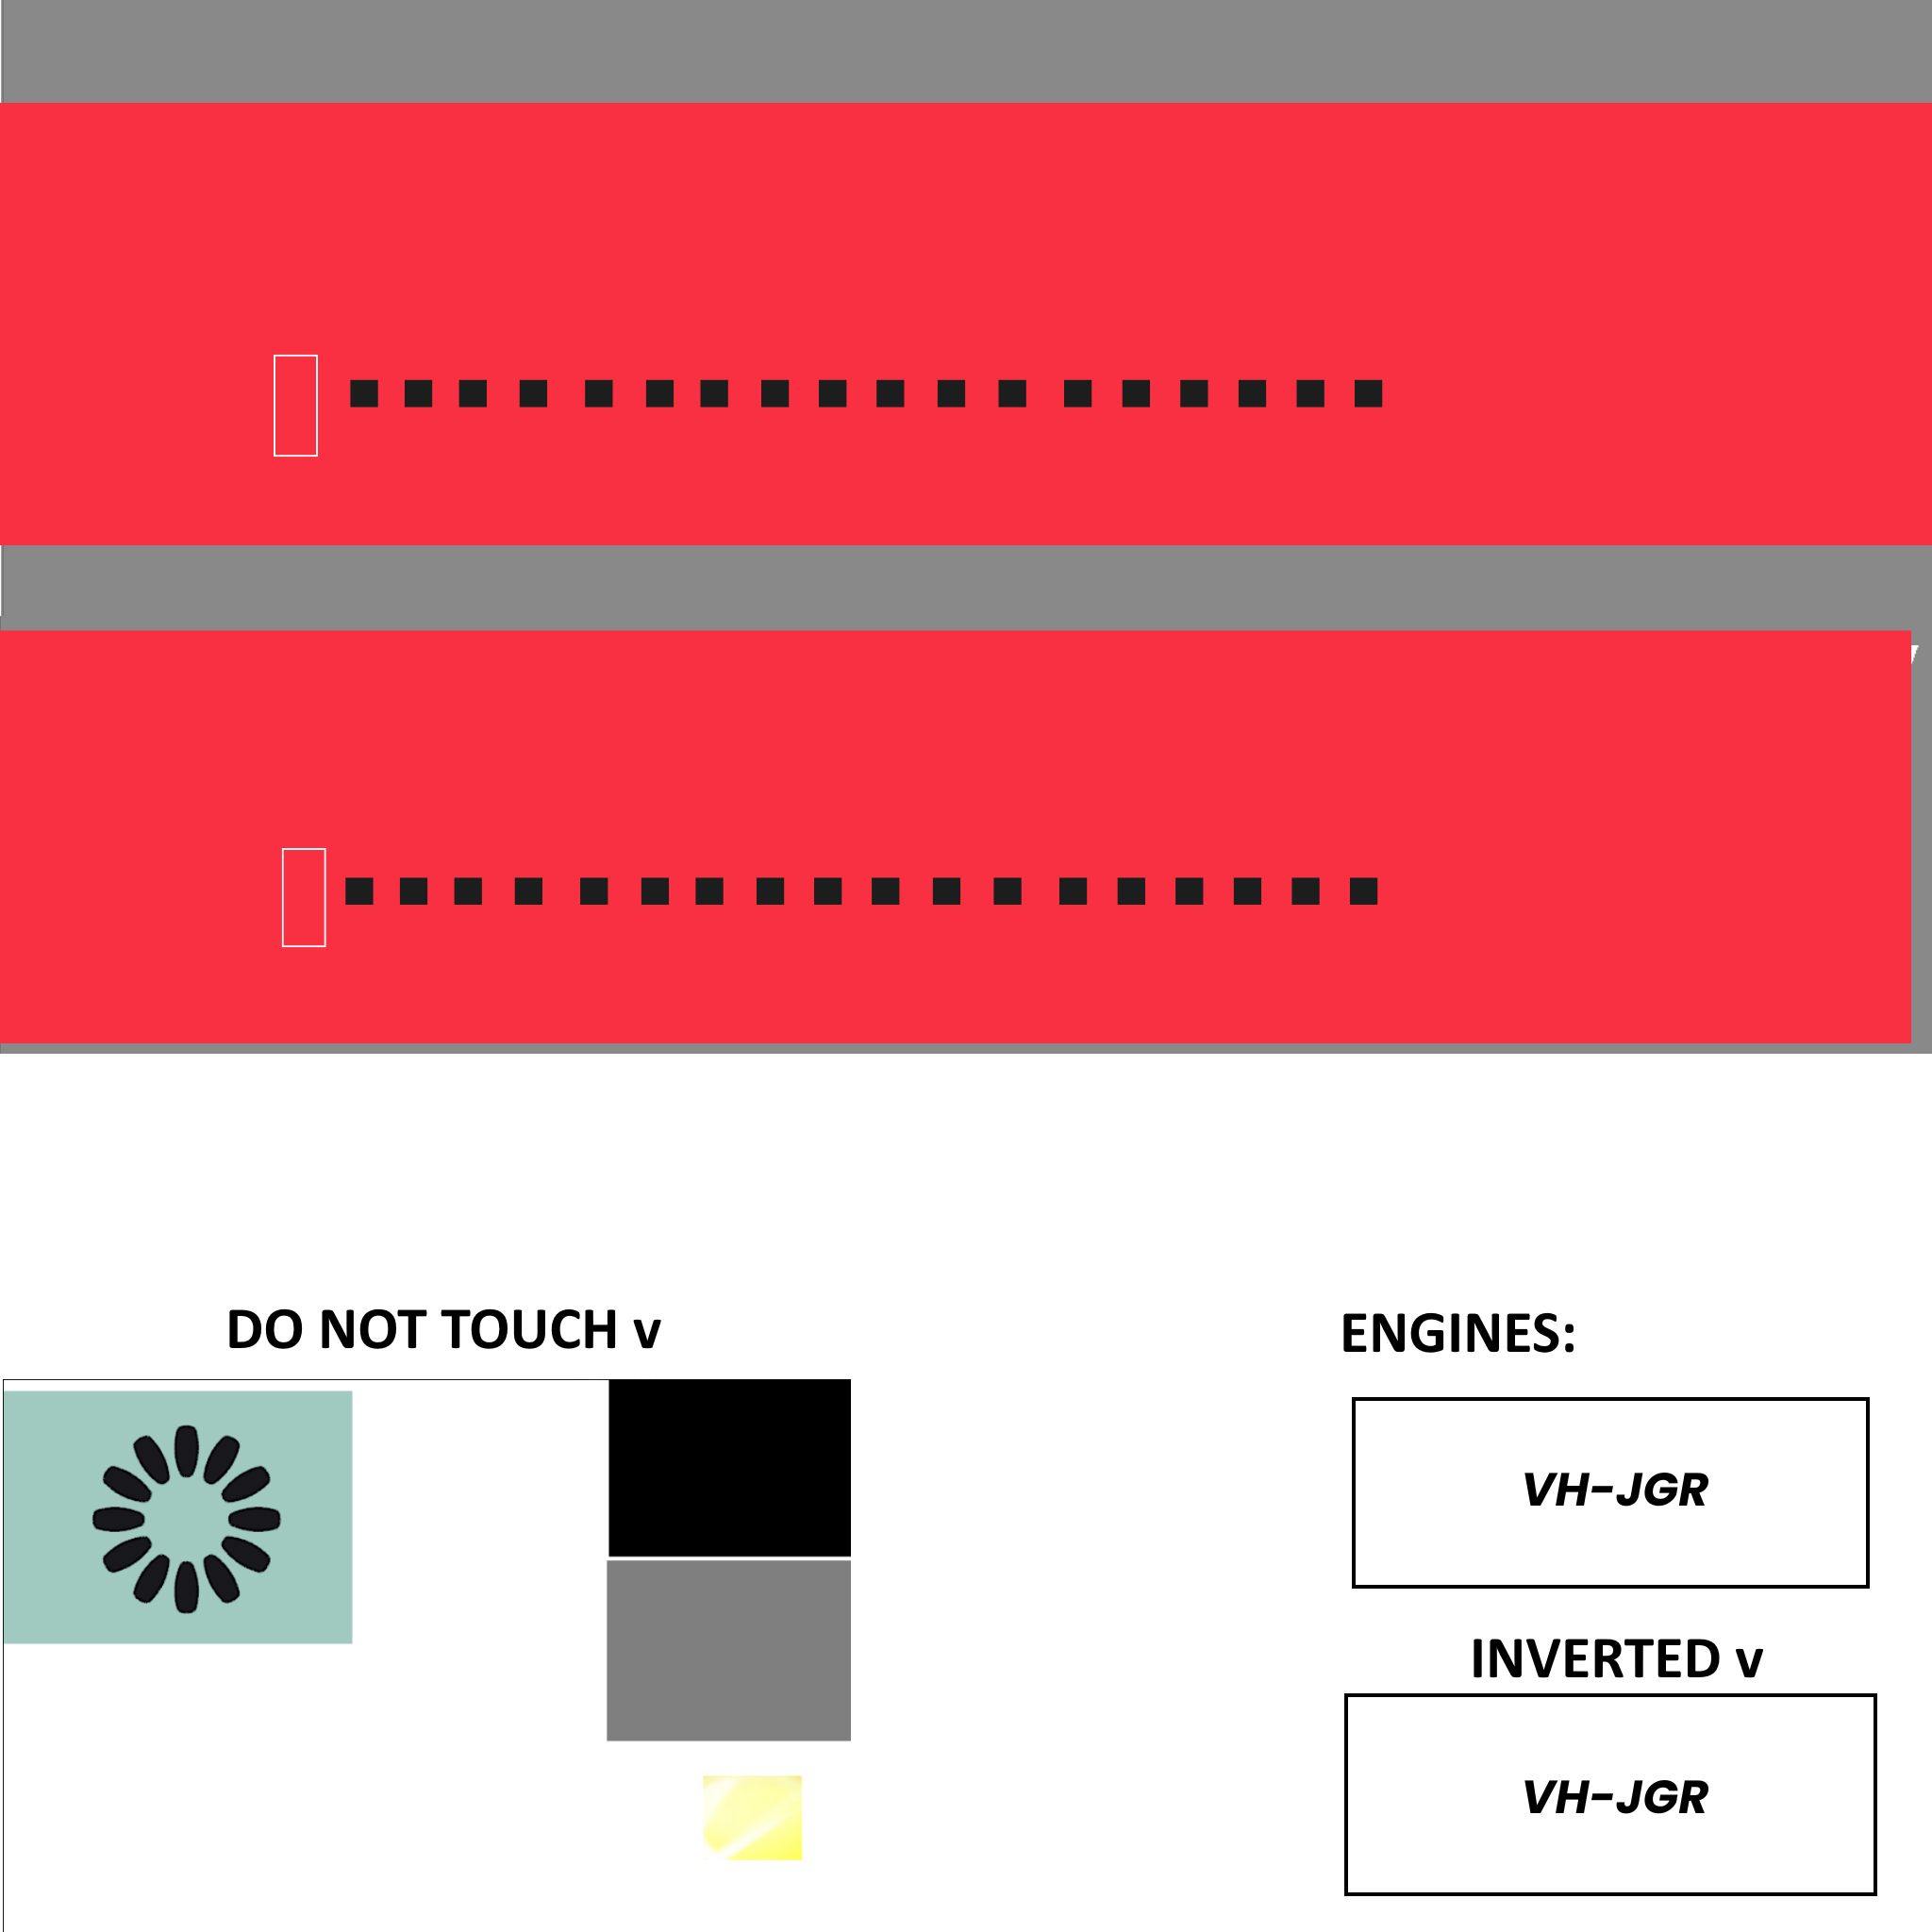 DO NOT TOUCH v
ENGINES:
VH-JGR
INVERTED v
VH-JGR